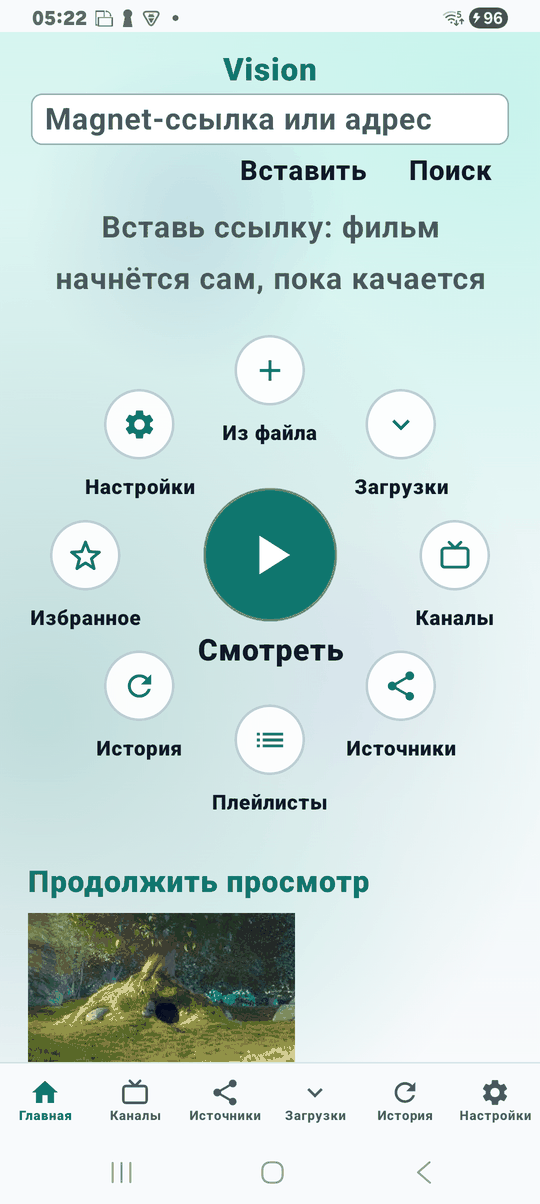 05:22
5
96
Vision
Magnet-ссылка или адрес
Вставить Поиск
Вставь ссылку: фильм
начнётся сам, пока качается
Из файла
Настройки
Загрузки
Избранное
Каналы
Смотреть
История
Источники
Плейлисты
Продолжить просмотр
Главная Каналы Источники Загрузки История Настройки